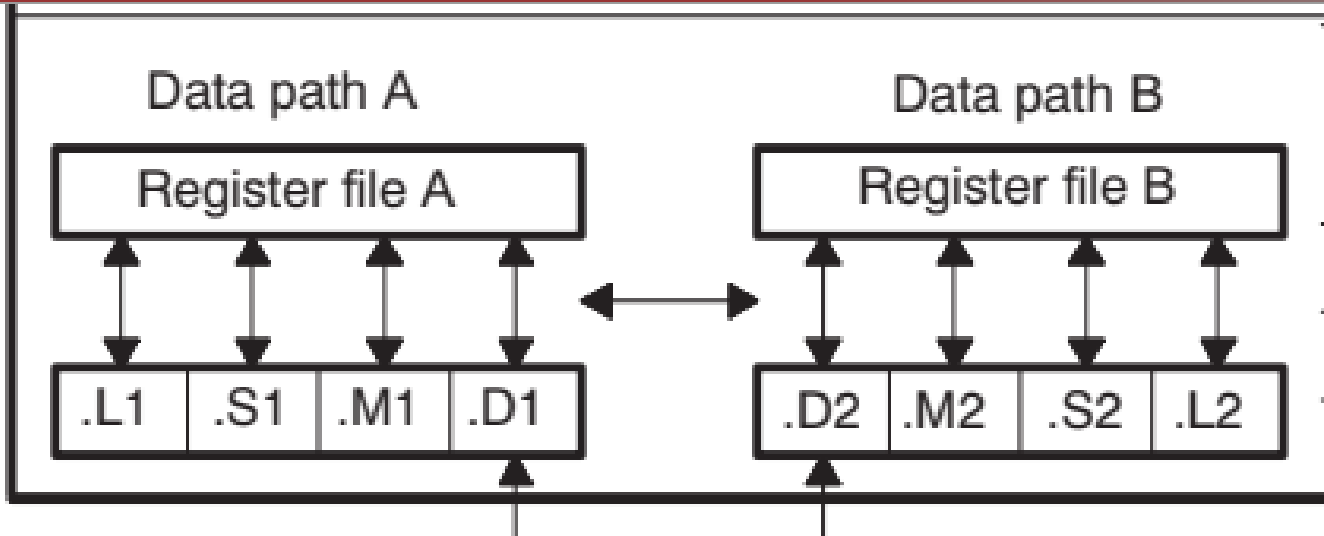 Data path A
Data path B
Register file A
Register file B
.L1 .S1 .M1 .D1
.D2 .M2 .S2 .L2